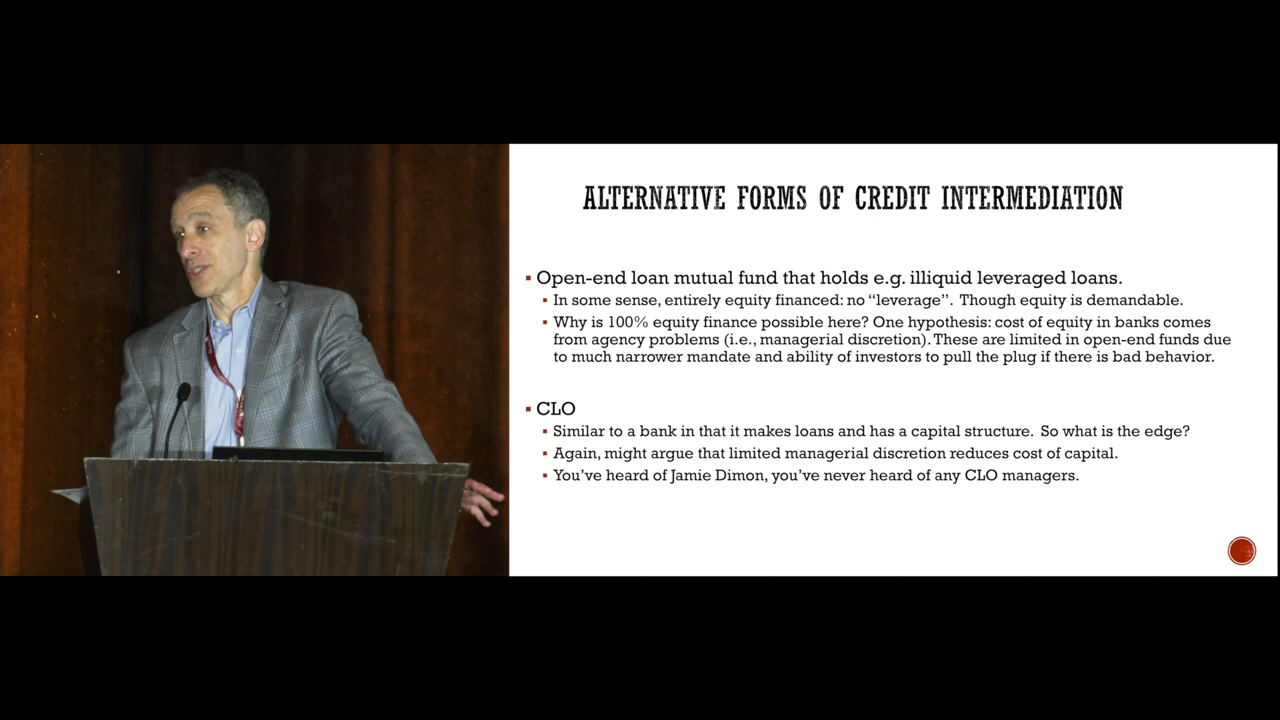 ALTERNATIVE FORMS OF CREDIT INTERMEDIATION
▪ Open-end loan mutual fund that holds e.g. illiquid leveraged loans.
▪ In some sense, entirely equity financed: no “leverage”. Though equity is demandable.
▪ Why is 100% equity finance possible here? One hypothesis: cost of equity in banks comes
from agency problems (i.e., managerial discretion). These are limited in open-end funds due
to much narrower mandate and ability of investors to pull the plug if there is bad behavior.
▪ CLO
▪ Similar to a bank in that it makes loans and has a capital structure. So what is the edge?
▪ Again, might argue that limited managerial discretion reduces cost of capital.
▪ You’ve heard of Jamie Dimon, you’ve never heard of any CLO managers.